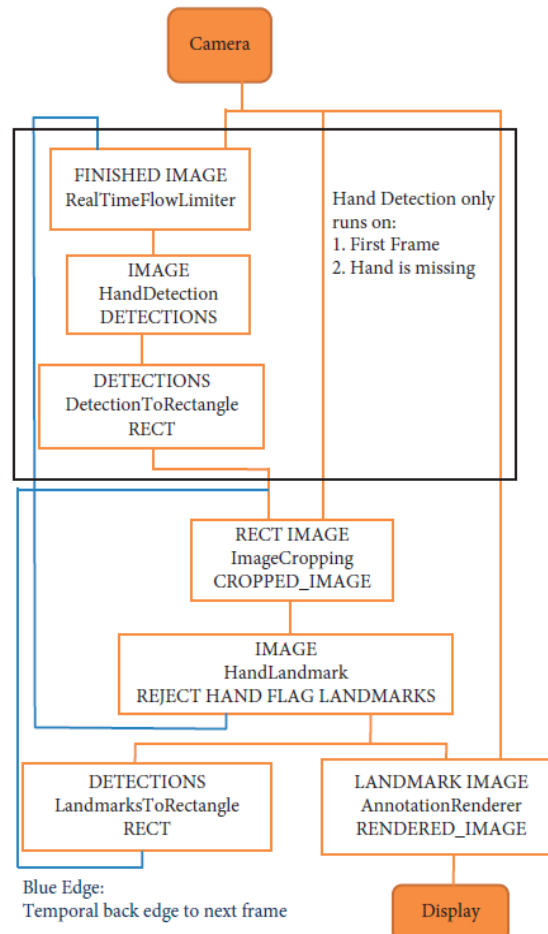 Camera
FINISHED IMAGE
RealTimeFlowLimiter
Hand Detection only
runs on:
1. First Frame
2. Hand is missing
IMAGE
HandDetection
DETECTIONS
DETECTIONS
DetectionToRectangle
RECT
RECT IMAGE
ImageCropping
CROPPED_IMAGE
IMAGE
HandLandmark
REJECT HAND FLAG LANDMARKS
DETECTIONS
LandmarksToRectangle
RECT
LANDMARK IMAGE
AnnotationRenderer
RENDERED_IMAGE
Blue Edge:
Temporal back edge to next frame
Display